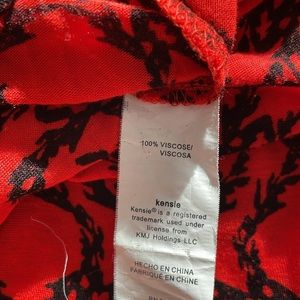 100% VISCOSE/
VISCOSA
kensie
Kensie® is a registered
trademark used under
license from
KMJ Holdings LLC
HECHO EN CHINA
FABRIQUÉ EN CHINE